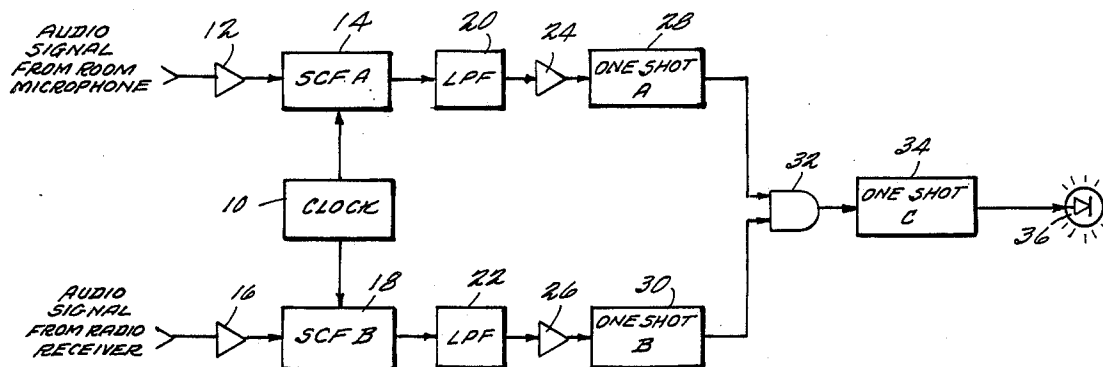 AUDIO
SIGNAL
FROM ROOM
MICROPHONE
12
14
SCF A
20
LPF
24
28
ONE SHOT
A
10
CLOCK
32
34
ONE SHOT
C
36
AUDIO
SIGNAL
FROM RADIO
RECEIVER
16
18
SCF B
22
LPF
26
30
ONE SHOT
B